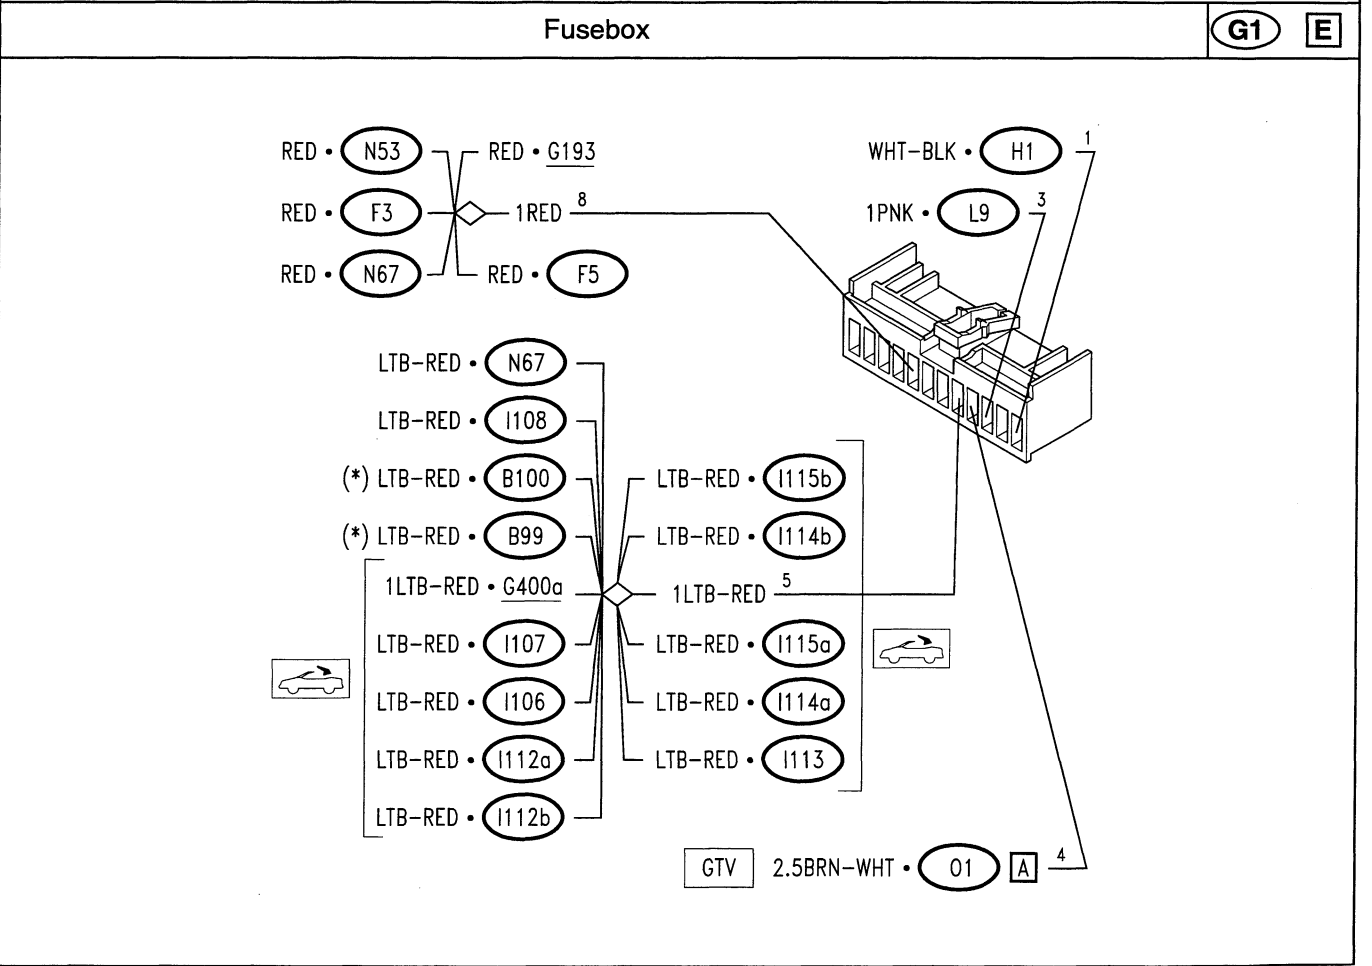 Fusebox G1 E
RED • N53 RED • G193
WHT-BLK • H1 1
RED • F3 1RED 8
1PNK • L9 3
RED • N67 RED • F5
LTB-RED • N67
LTB-RED • I108
(*) LTB-RED • B100
LTB-RED • I115b
(*) LTB-RED • B99
LTB-RED • I114b
1LTB-RED • G400a
1LTB-RED 5
LTB-RED • I107
LTB-RED • I115a
LTB-RED • I106
LTB-RED • I114a
LTB-RED • I112a
LTB-RED • I113
LTB-RED • I112b
GTV 2.5BRN-WHT • O1 A 4